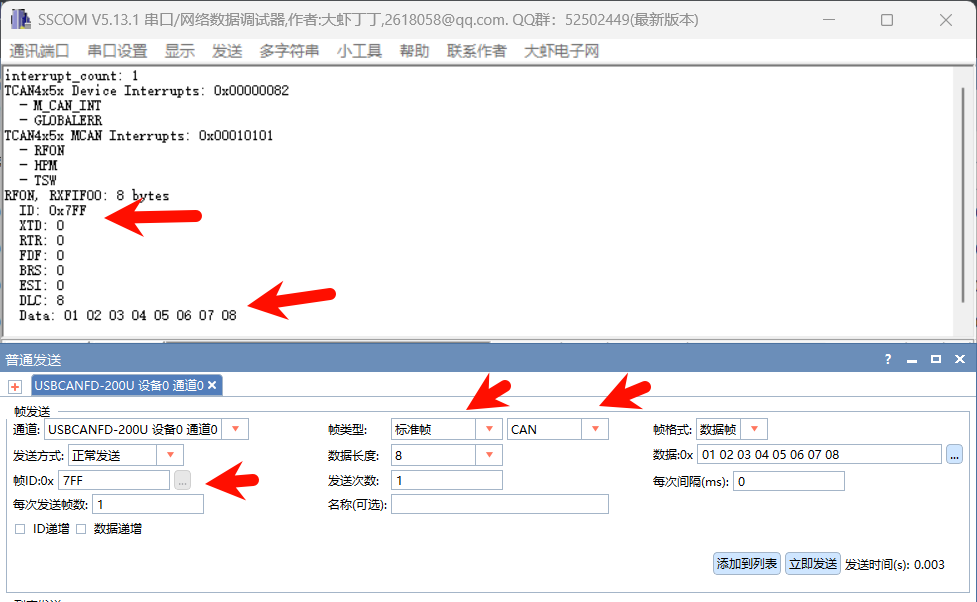 SSCOM V5.13.1 串口/网络数据调试器,作者:大虾丁丁,2618058@qq.com. QQ群：52502449(最新版本)
通讯端口 串口设置 显示 发送 多字符串 小工具 帮助 联系作者 大虾电子网
interrupt_count: 1
TCAN4x5x Device Interrupts: 0x00000082
- M_CAN_INT
- GLOBALERR
TCAN4x5x MCAN Interrupts: 0x00010101
- RFON
- HPM
- TSW
RFON, RXFIFO0: 8 bytes
ID: 0x7FF
XTD: 0
RTR: 0
FDF: 0
BRS: 0
ESI: 0
DLC: 8
Data: 01 02 03 04 05 06 07 08
普通发送 ?
USBCANFD-200U 设备0 通道0
帧发送
通道: USBCANFD-200U 设备0 通道0 帧类型: 标准帧 CAN 帧格式: 数据帧
发送方式: 正常发送 数据长度: 8 数据:0x 01 02 03 04 05 06 07 08 ...
帧ID:0x 7FF ... 发送次数: 1 每次间隔(ms): 0
每次发送帧数: 1 名称(可选):
ID递增 数据递增
添加到列表 立即发送 发送时间(s): 0.003